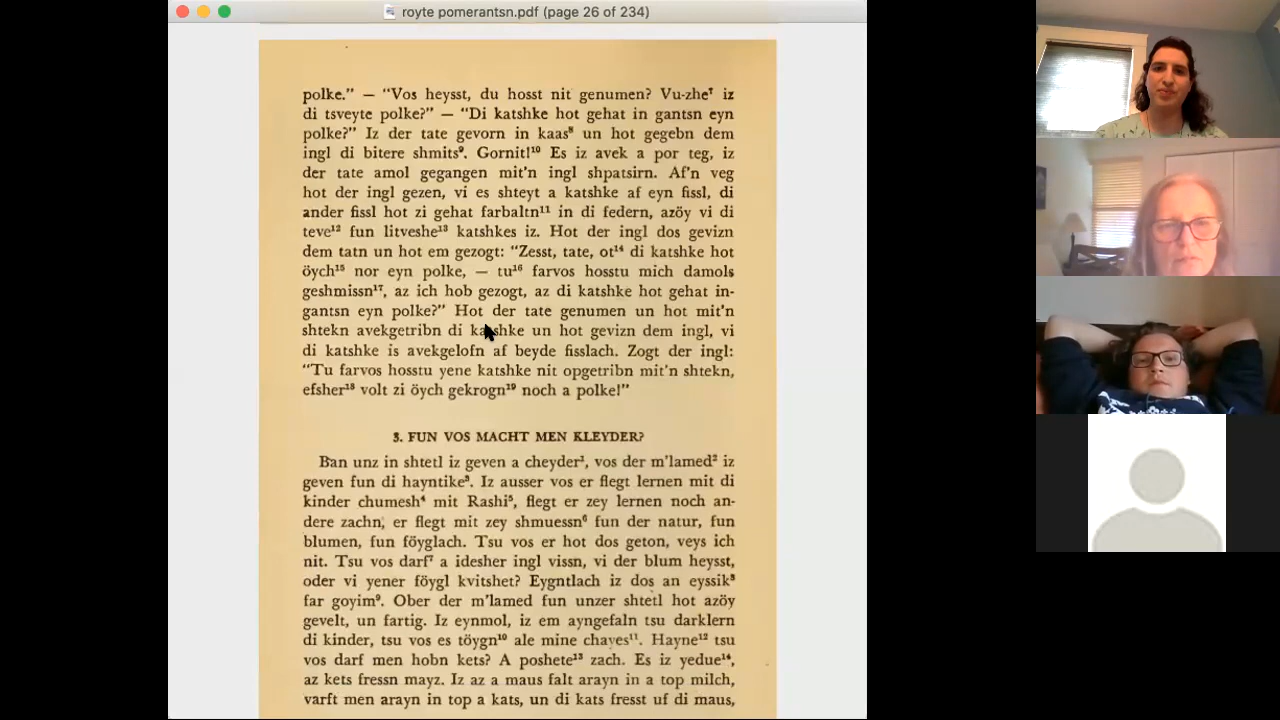 royte pomerantsn.pdf (page 26 of 234)
polke.” — “Vos heysst, du hosst nit genumen? Vu-zhe⁷ iz
di tsveyte polke?” — “Di katshke hot gehat in gantsn eyn
polke?” Iz der tate gevorn in kaas⁸ un hot gegebn dem
ingl di bitere shmits⁹. Gornit!¹⁰ Es iz avek a por teg, iz
der tate amol gegangen mit’n ingl shpatsirn. Af’n veg
hot der ingl gezen, vi es shteyt a katshke af eyn fissl, di
ander fissl hot zi gehat farbaltn¹¹ in di federn, azöy vi di
teve¹² fun litveshe¹³ katshkes iz. Hot der ingl dos gevizn
dem tatn un hot em gezogt: “Zesst, tate, ot¹⁴ di katshke hot
öych¹⁵ nor eyn polke, — tu¹⁶ farvos hosstu mich damols
geshmissn¹⁷, az ich hob gezogt, az di katshke hot gehat in-
gantsn eyn polke?” Hot der tate genumen un hot mit’n
shtekn avekgetribn di katshke un hot gevizn dem ingl, vi
di katshke is avekgelofn af beyde fisslach. Zogt der ingl:
“Tu farvos hosstu yene katshke nit opgetribn mit’n shtekn,
efsher¹⁸ volt zi öych gekrogn¹⁹ noch a polke!”
3. FUN VOS MACHT MEN KLEYDER?
Ban unz in shtetl iz geven a cheyder¹, vos der m’lamed² iz
geven fun di hayntike³. Iz ausser vos er flegt lernen mit di
kinder chumesh⁴ mit Rashi⁵, flegt er zey lernen noch an-
dere zachn; er flegt mit zey shmuessn⁶ fun der natur, fun
blumen, fun föyglach. Tsu vos er hot dos geton, veys ich
nit. Tsu vos darf⁷ a idesher ingl vissn, vi der blum heysst,
oder vi yener föygl kvitshet? Eygntlach iz dos an eyssik⁸
far goyim⁹. Ober der m’lamed fun unzer shtetl hot azöy
gevelt, un fartig. Iz eynmol, iz em ayngefaln tsu darklern
di kinder, tsu vos es töygn¹⁰ ale mine chayes¹¹. Hayne¹² tsu
vos darf men hobn kets? A poshete¹³ zach. Es iz yedue¹⁴,
az kets fressn mayz. Iz az a maus falt arayn in a top milch,
varft men arayn in top a kats, un di kats fresst uf di maus,